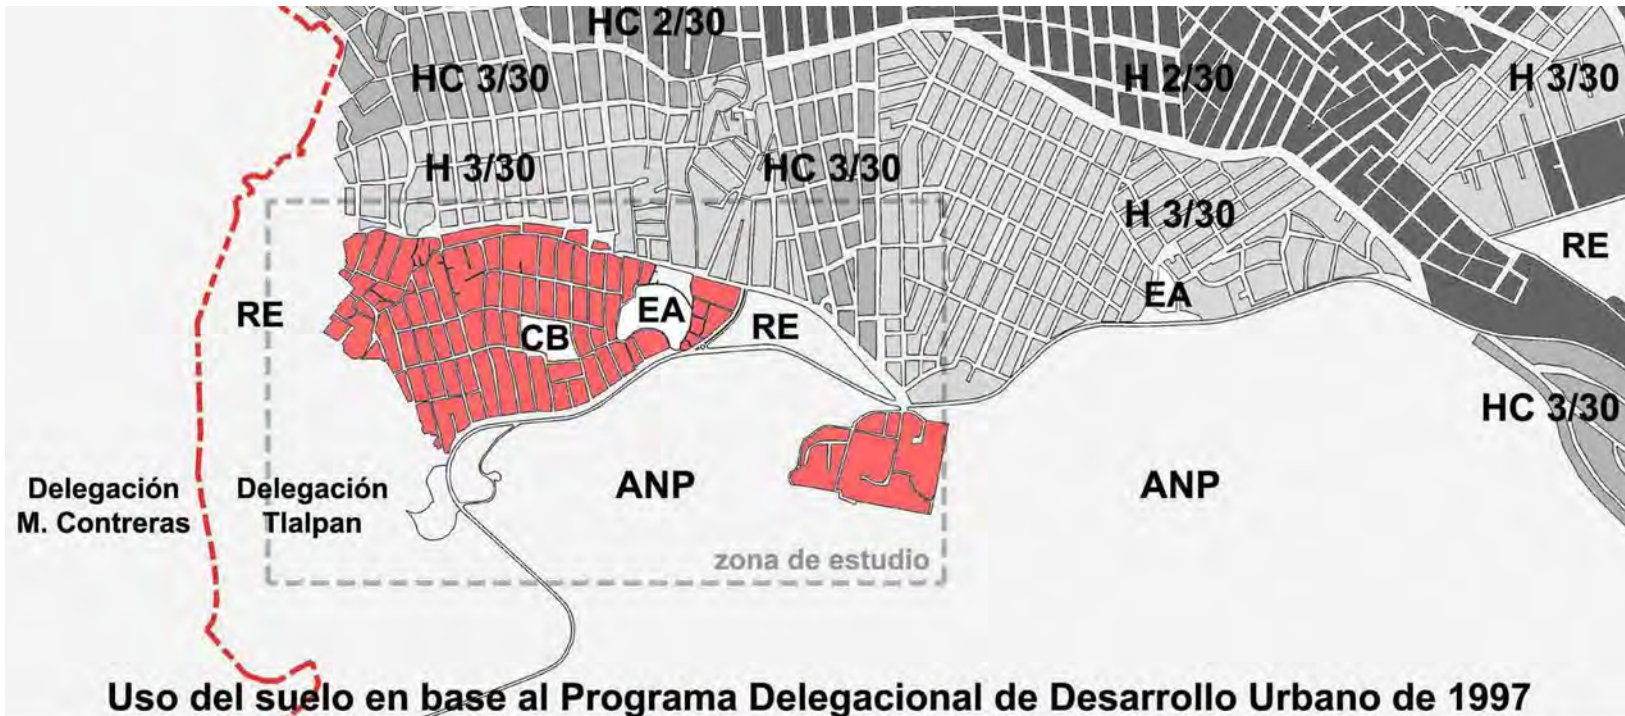 HC 2/30
HC 3/30
H 2/30
H 3/30
H 3/30
HC 3/30
H 3/30
RE
EA
RE
EA
RE
CB
HC 3/30
Delegación
M. Contreras
Delegación
Tlalpan
ANP
ANP
zona de estudio
Uso del suelo en base al Programa Delegacional de Desarrollo Urbano de 1997